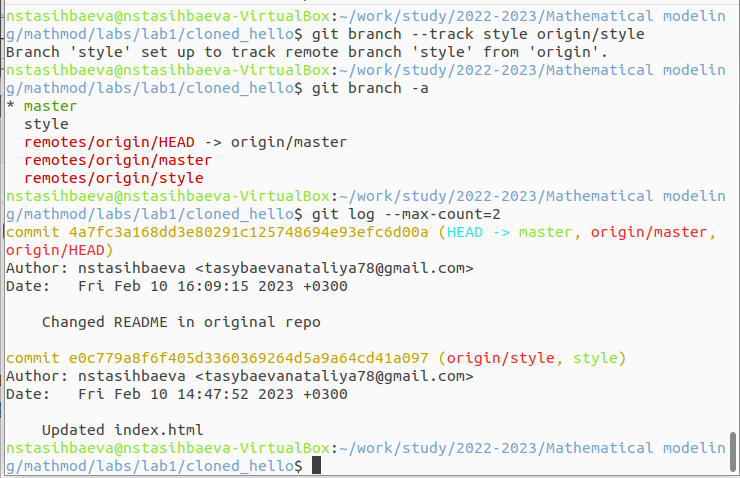 nstasihbaeva@nstasihbaeva-VirtualBox:~/work/study/2022-2023/Mathematical modelin
g/mathmod/labs/lab1/cloned_hello$ git branch --track style origin/style
Branch 'style' set up to track remote branch 'style' from 'origin'.
nstasihbaeva@nstasihbaeva-VirtualBox:~/work/study/2022-2023/Mathematical modelin
g/mathmod/labs/lab1/cloned_hello$ git branch -a
* master
  style
  remotes/origin/HEAD -> origin/master
  remotes/origin/master
  remotes/origin/style
nstasihbaeva@nstasihbaeva-VirtualBox:~/work/study/2022-2023/Mathematical modelin
g/mathmod/labs/lab1/cloned_hello$ git log --max-count=2
commit 4a7fc3a168dd3e80291c125748694e93efc6d00a (HEAD -> master, origin/master,
origin/HEAD)
Author: nstasihbaeva <tasybaevanataliya78@gmail.com>
Date:   Fri Feb 10 16:09:15 2023 +0300

    Changed README in original repo

commit e0c779a8f6f405d3360369264d5a9a64cd41a097 (origin/style, style)
Author: nstasihbaeva <tasybaevanataliya78@gmail.com>
Date:   Fri Feb 10 14:47:52 2023 +0300

    Updated index.html
nstasihbaeva@nstasihbaeva-VirtualBox:~/work/study/2022-2023/Mathematical modelin
g/mathmod/labs/lab1/cloned_hello$